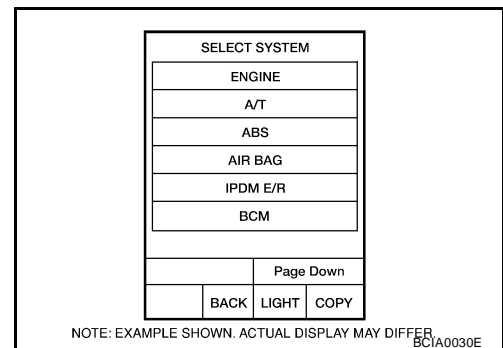 SELECT SYSTEM
ENGINE
A/T
ABS
AIR BAG
IPDM E/R
BCM
Page Down
BACK LIGHT COPY
NOTE: EXAMPLE SHOWN. ACTUAL DISPLAY MAY DIFFER.
BCIA0030E